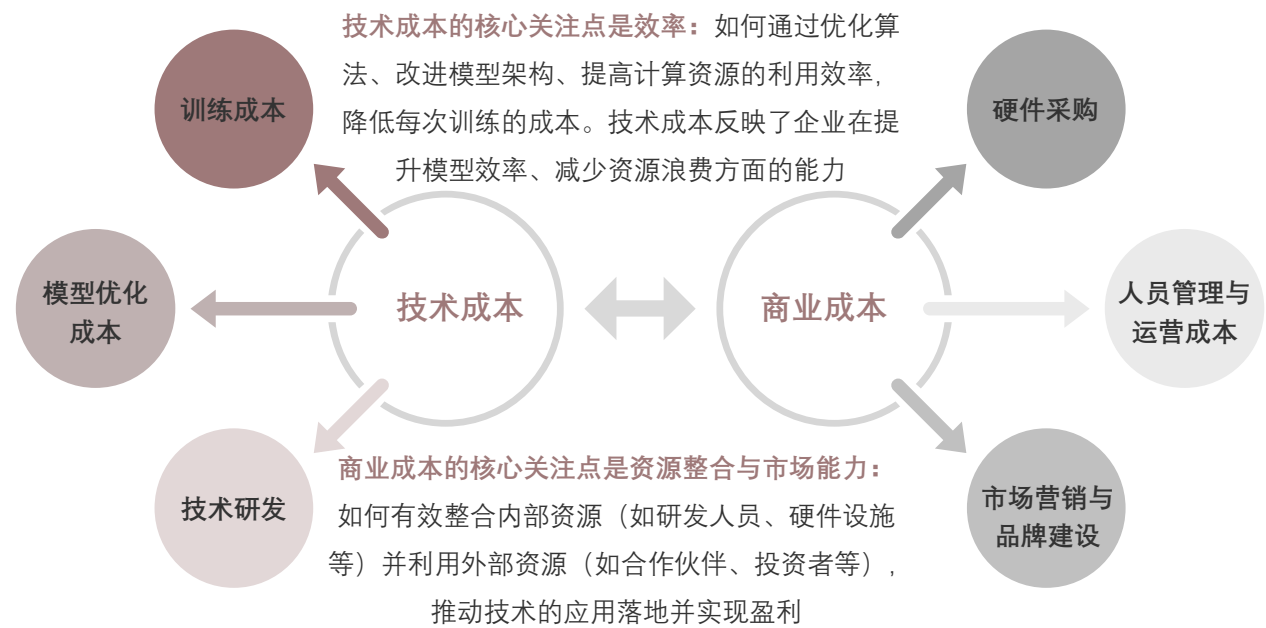 技术成本的核心关注点是效率：如何通过优化算
法、改进模型架构、提高计算资源的利用效率，
降低每次训练的成本。技术成本反映了企业在提
升模型效率、减少资源浪费方面的能力
训练成本
硬件采购
模型优化
成本
技术成本
商业成本
人员管理与
运营成本
技术研发
市场营销与
品牌建设
商业成本的核心关注点是资源整合与市场能力：
如何有效整合内部资源（如研发人员、硬件设施
等）并利用外部资源（如合作伙伴、投资者等），
推动技术的应用落地并实现盈利